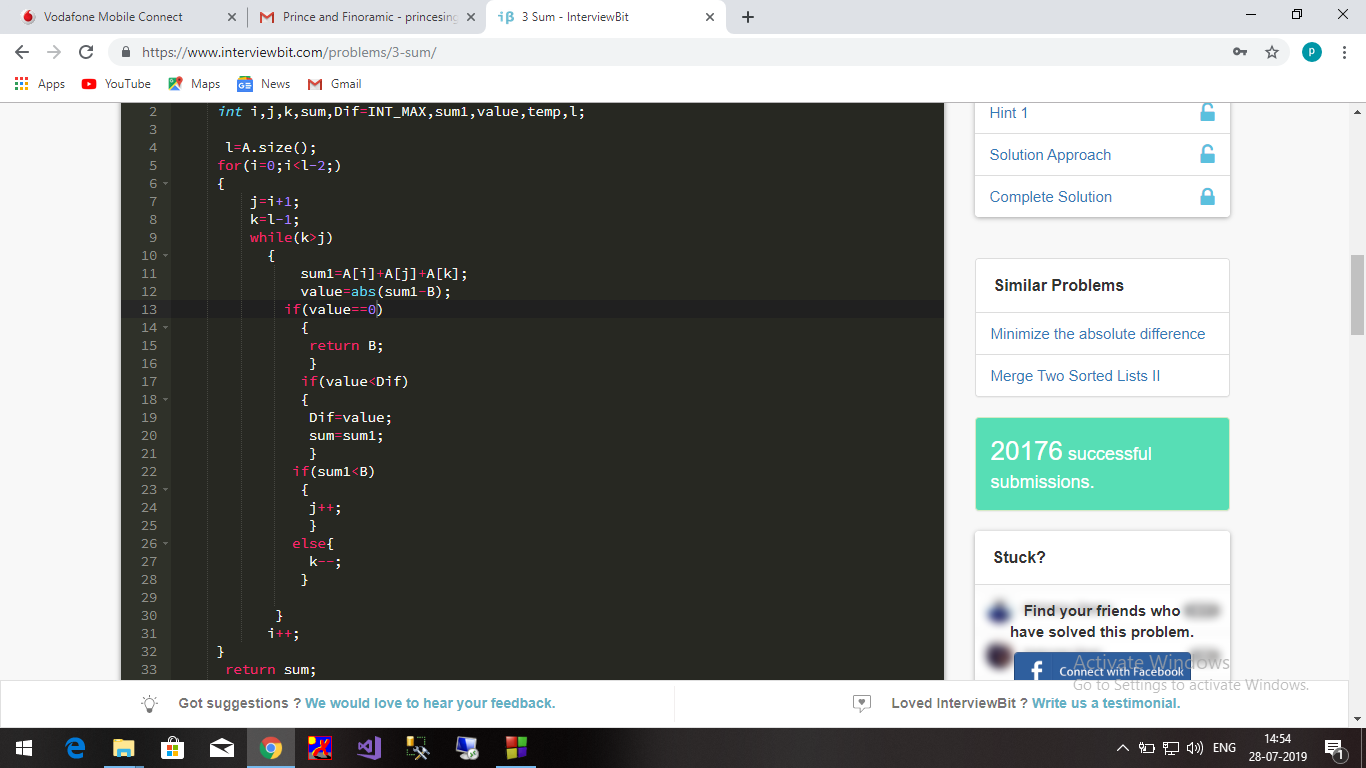 Vodafone Mobile Connect
Prince and Finoramic - princesing
iβ 3 Sum - InterviewBit
https://www.interviewbit.com/problems/3-sum/
P
Apps
YouTube
Maps
News
Gmail
2 int i,j,k,sum,Dif=INT_MAX,sum1,value,temp,l;
3
4 l=A.size();
5 for(i=0;i<l-2;)
6 {
7 j=i+1;
8 k=l-1;
9 while(k>j)
10 {
11 sum1=A[i]+A[j]+A[k];
12 value=abs(sum1-B);
13 if(value==0)
14 {
15 return B;
16 }
17 if(value<Dif)
18 {
19 Dif=value;
20 sum=sum1;
21 }
22 if(sum1<B)
23 {
24 j++;
25 }
26 else{
27 k--;
28 }
29
30 }
31 i++;
32 }
33 return sum;
Hint 1
Solution Approach
Complete Solution
Similar Problems
Minimize the absolute difference
Merge Two Sorted Lists II
20176 successful
submissions.
Stuck?
Find your friends who
have solved this problem.
f Connect with Facebook
Activate Windows
Go to Settings to activate Windows.
Got suggestions ? We would love to hear your feedback.
Loved InterviewBit ? Write us a testimonial.
ENG
14:54
28-07-2019
1